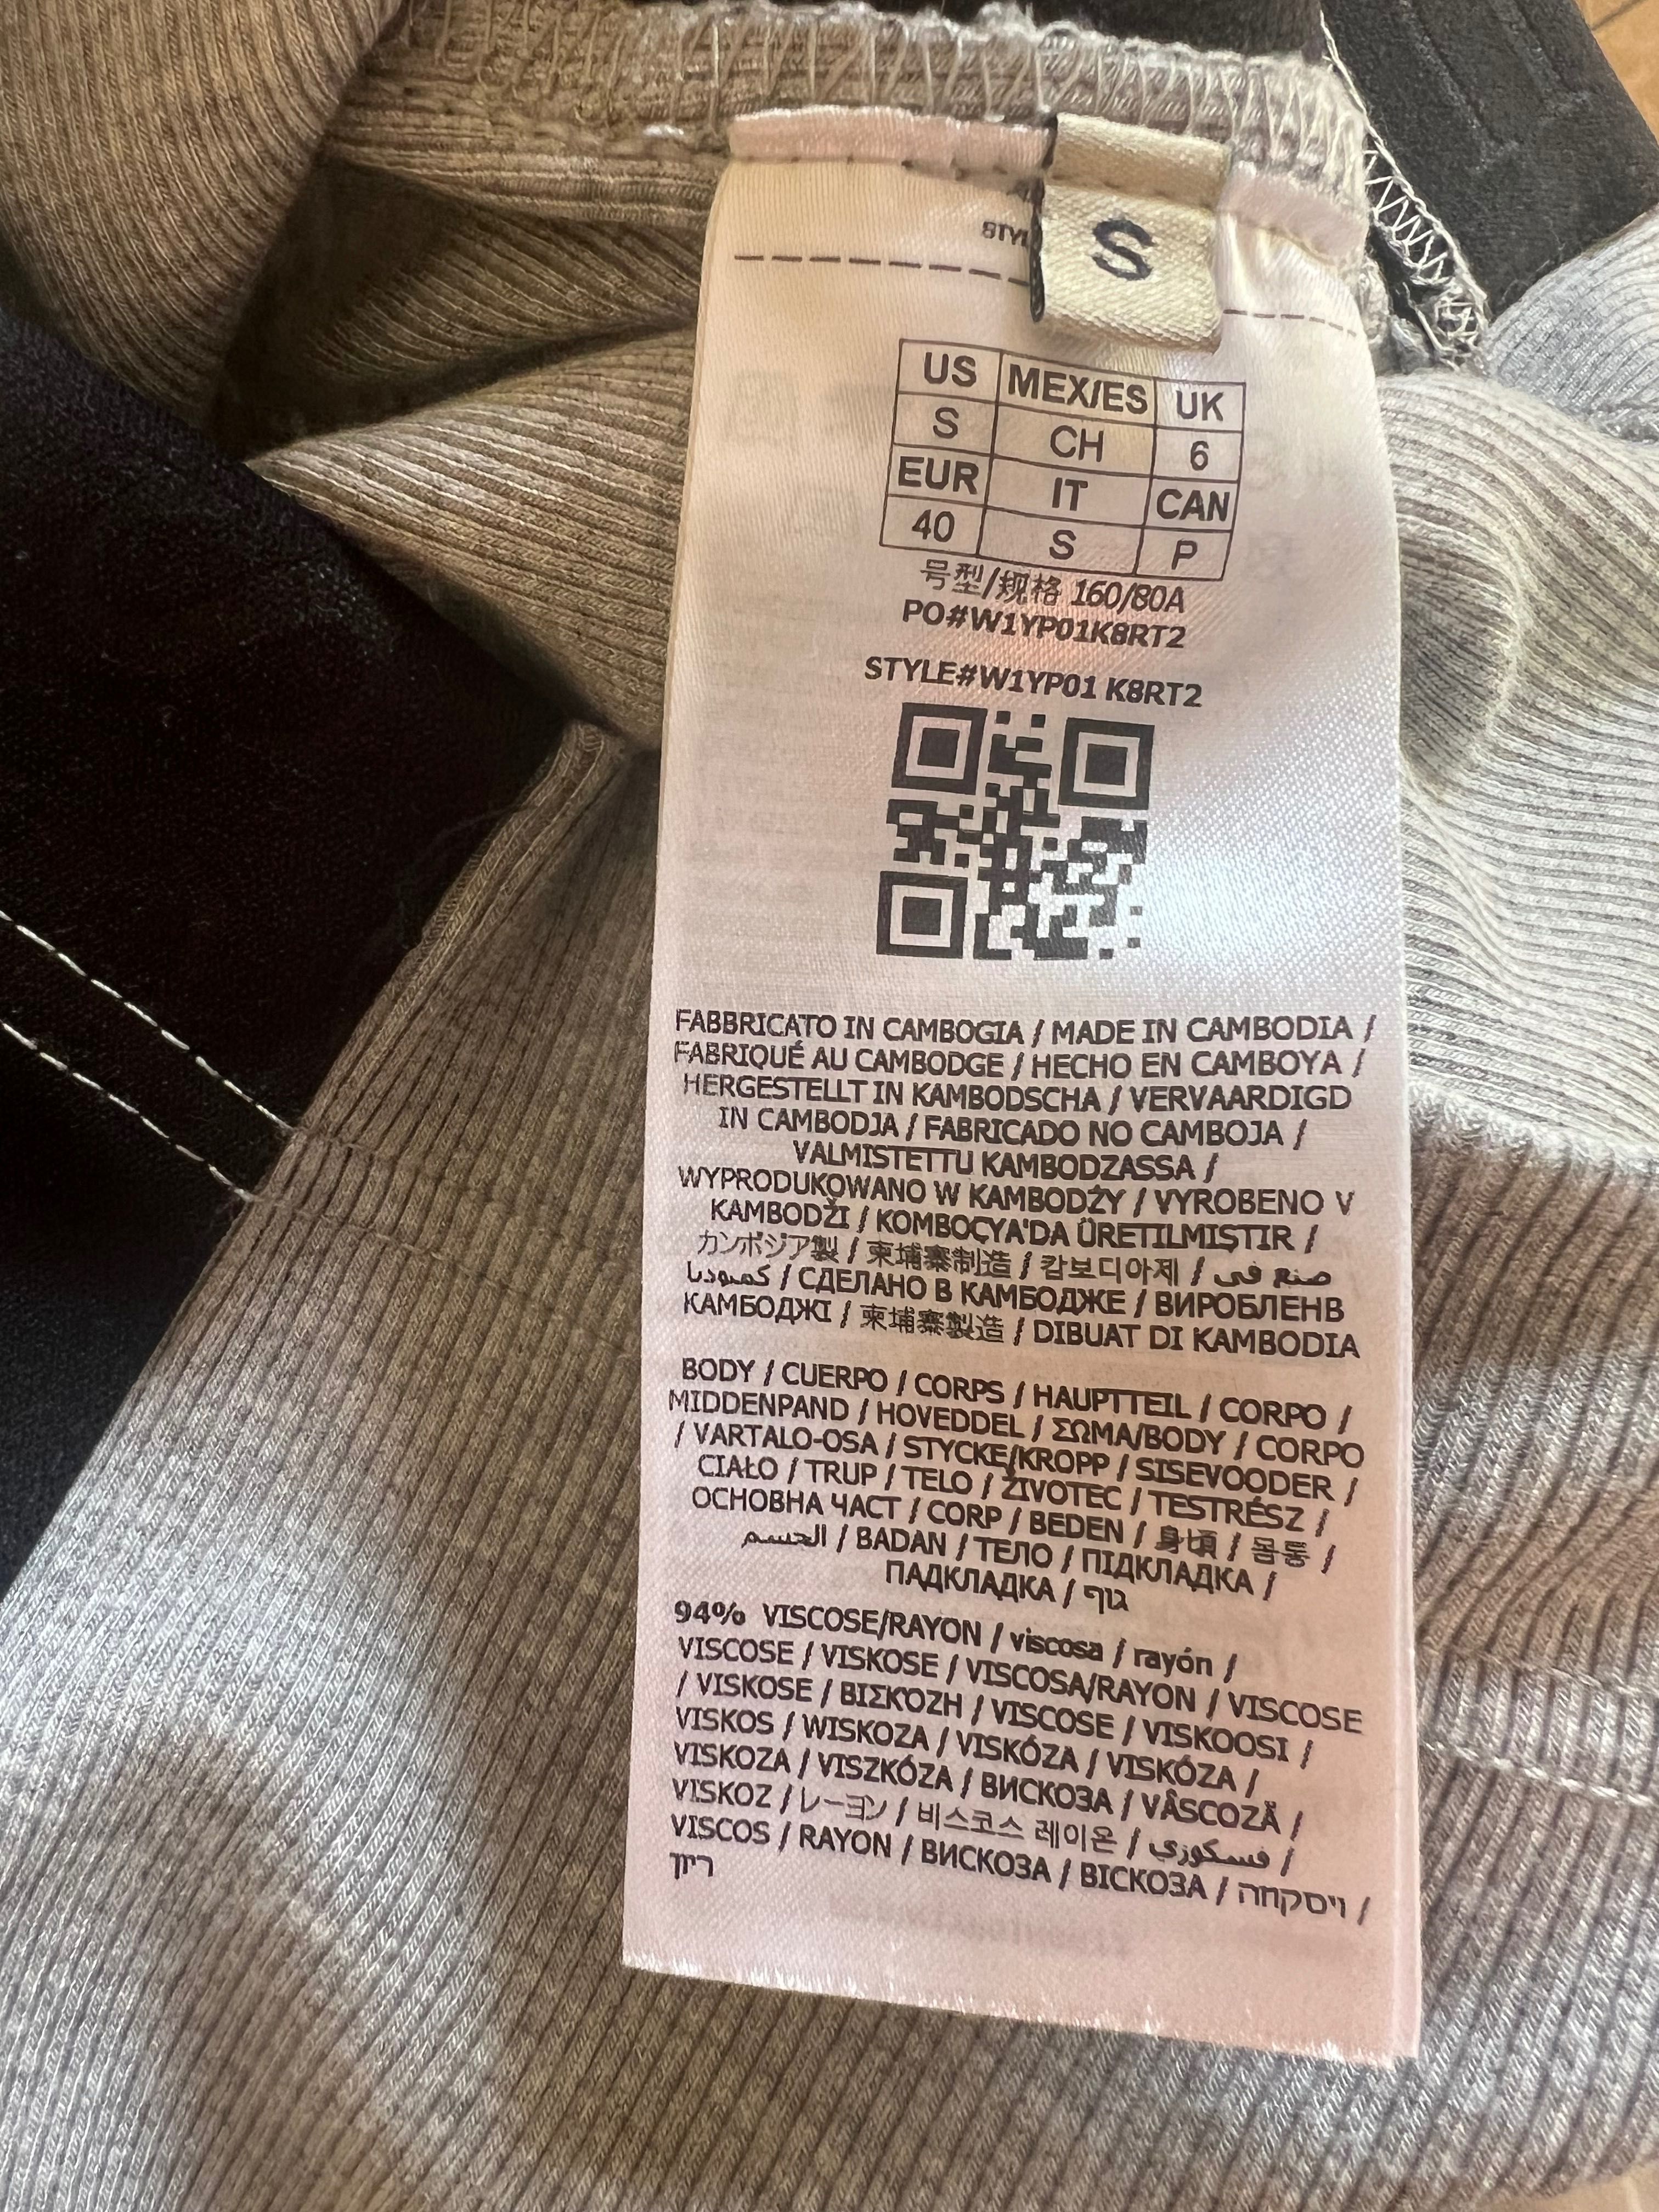 S
STYL
US MEX/ES UK
S CH 6
EUR IT CAN
40 S P
号型/规格 160/80A
PO#W1YP01K8RT2
STYLE#W1YP01 K8RT2
FABBRICATO IN CAMBOGIA / MADE IN CAMBODIA /
FABRIQUÉ AU CAMBODGE / HECHO EN CAMBOYA /
HERGESTELLT IN KAMBODSCHA / VERVAARDIGD
IN CAMBODJA / FABRICADO NO CAMBOJA /
VALMISTETTU KAMBODZASSA /
WYPRODUKOWANO W KAMBODŻY / VYROBENO V
KAMBODŽI / KOMBOÇYA'DA ÜRETILMIŞTIR /
カンボジア製 / 柬埔寨制造 / 캄보디아제 / صنع في
كمبوديا / СДЕЛАНО В КАМБОДЖЕ / ВИРОБЛЕНВ
КАМБОДЖІ / 柬埔寨製造 / DIBUAT DI KAMBODIA
BODY / CUERPO / CORPS / HAUPTTEIL / CORPO /
MIDDENPAND / HOVEDDEL / ΣΩMA/BODY / CORPO
/ VARTALO-OSA / STYCKE/KROPP / SISEVOODER /
CIAŁO / TRUP / TELO / ŽIVOTEC / TESTRÉSZ /
ОСНОВНА ЧАСТ / CORP / BEDEN / 身頃 / 몸통 /
الجسم / BADAN / ТЕЛО / ПІДКЛАДКА /
ПАДКЛАДКА / גוף
94% VISCOSE/RAYON / viscosa / rayón /
VISCOSE / VISKOSE / VISCOSA/RAYON / VISCOSE
/ VISKOSE / ΒΙΣΚΌΖΗ / VISCOSE / VISKOOSI /
VISKOS / WISKOZA / VISKÓZA / VISKÓZA /
VISKOZA / VISZKÓZA / ВИСКОЗА / VÂSCOZĂ /
VISKOZ / レーヨン / 비스코스 레이온 / فسكوزي /
VISCOS / RAYON / ВИСКОЗА / ВІСКОЗА / ויסקחה /
ריון